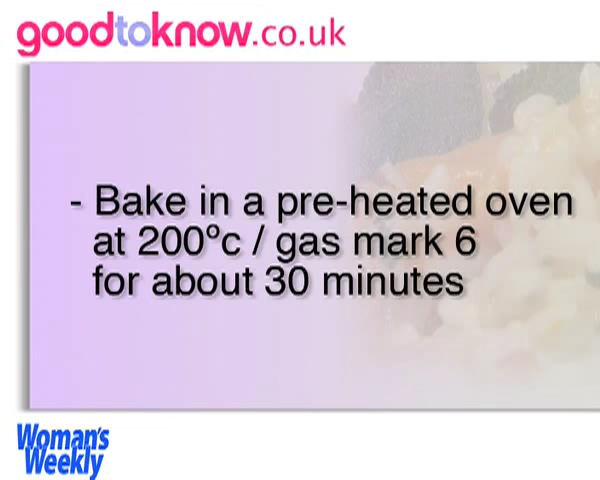 goodtoknow.co.uk
- Bake in a pre-heated oven
at 200ºc / gas mark 6
for about 30 minutes
Woman's
Weekly